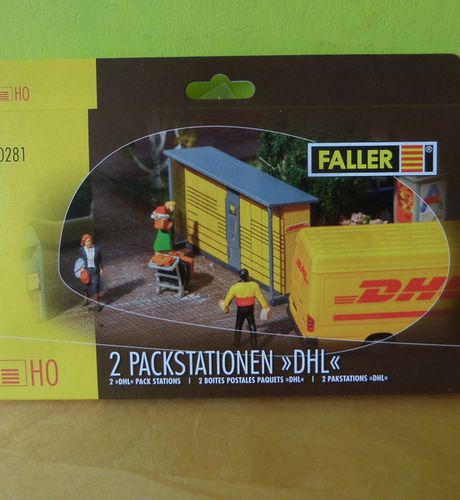 HO
0281
FALLER
DHL
HO
2 PACKSTATIONEN »DHL«
2 »DHL« PACK STATIONS | 2 BOITES POSTALES PAQUETS »DHL« | 2 PAKSTATIONS »DHL«